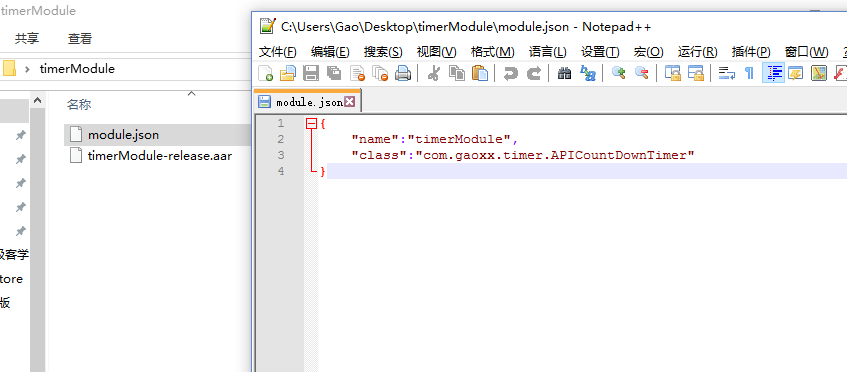 timerModule
共享 查看
timerModule
名称
module.json
timerModule-release.aar
极客学
tore
版
C:\Users\Gao\Desktop\timerModule\module.json - Notepad++
文件(F) 编辑(E) 搜索(S) 视图(V) 格式(M) 语言(L) 设置(T) 宏(O) 运行(R) 插件(P) 窗口(W) ?
module.json
1 {
2 "name":"timerModule",
3 "class":"com.gaoxx.timer.APICountDownTimer"
4 }